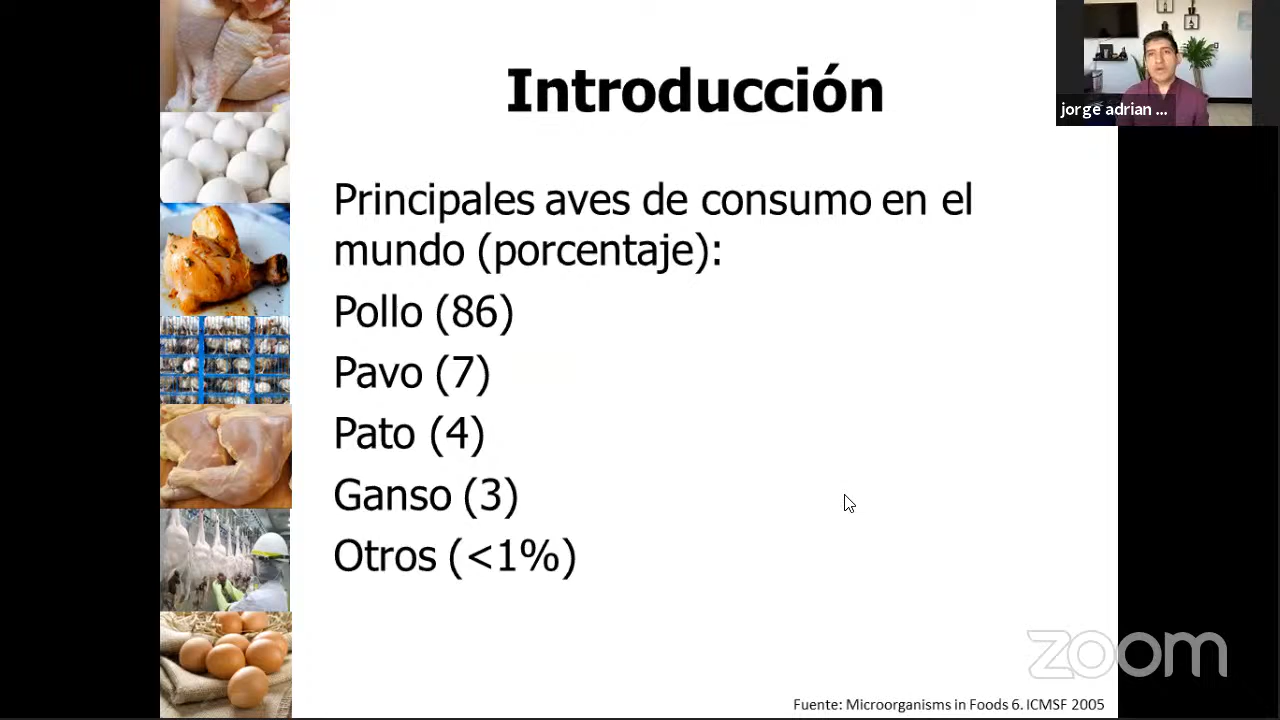 Introducción
jorge adrian ...
Principales aves de consumo en el
mundo (porcentaje):
Pollo (86)
Pavo (7)
Pato (4)
Ganso (3)
Otros (<1%)
zoom
Fuente: Microorganisms in Foods 6. ICMSF 2005